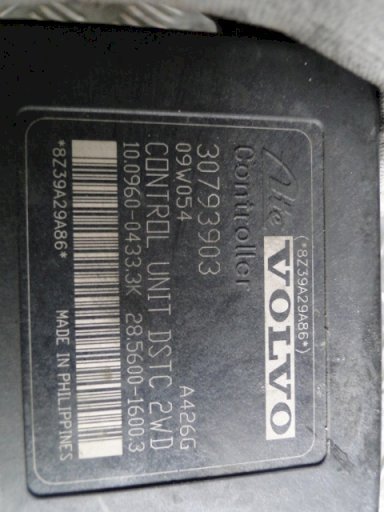 (*8Z39A29A86*)
Ate VOLVO
Controller
30793903
09W054 A426G
CONTROL UNIT DSTC 2WD
10.0960-0433.3K 28.5600-1600.3
*8Z39A29A86* MADE IN PHILIPPINES